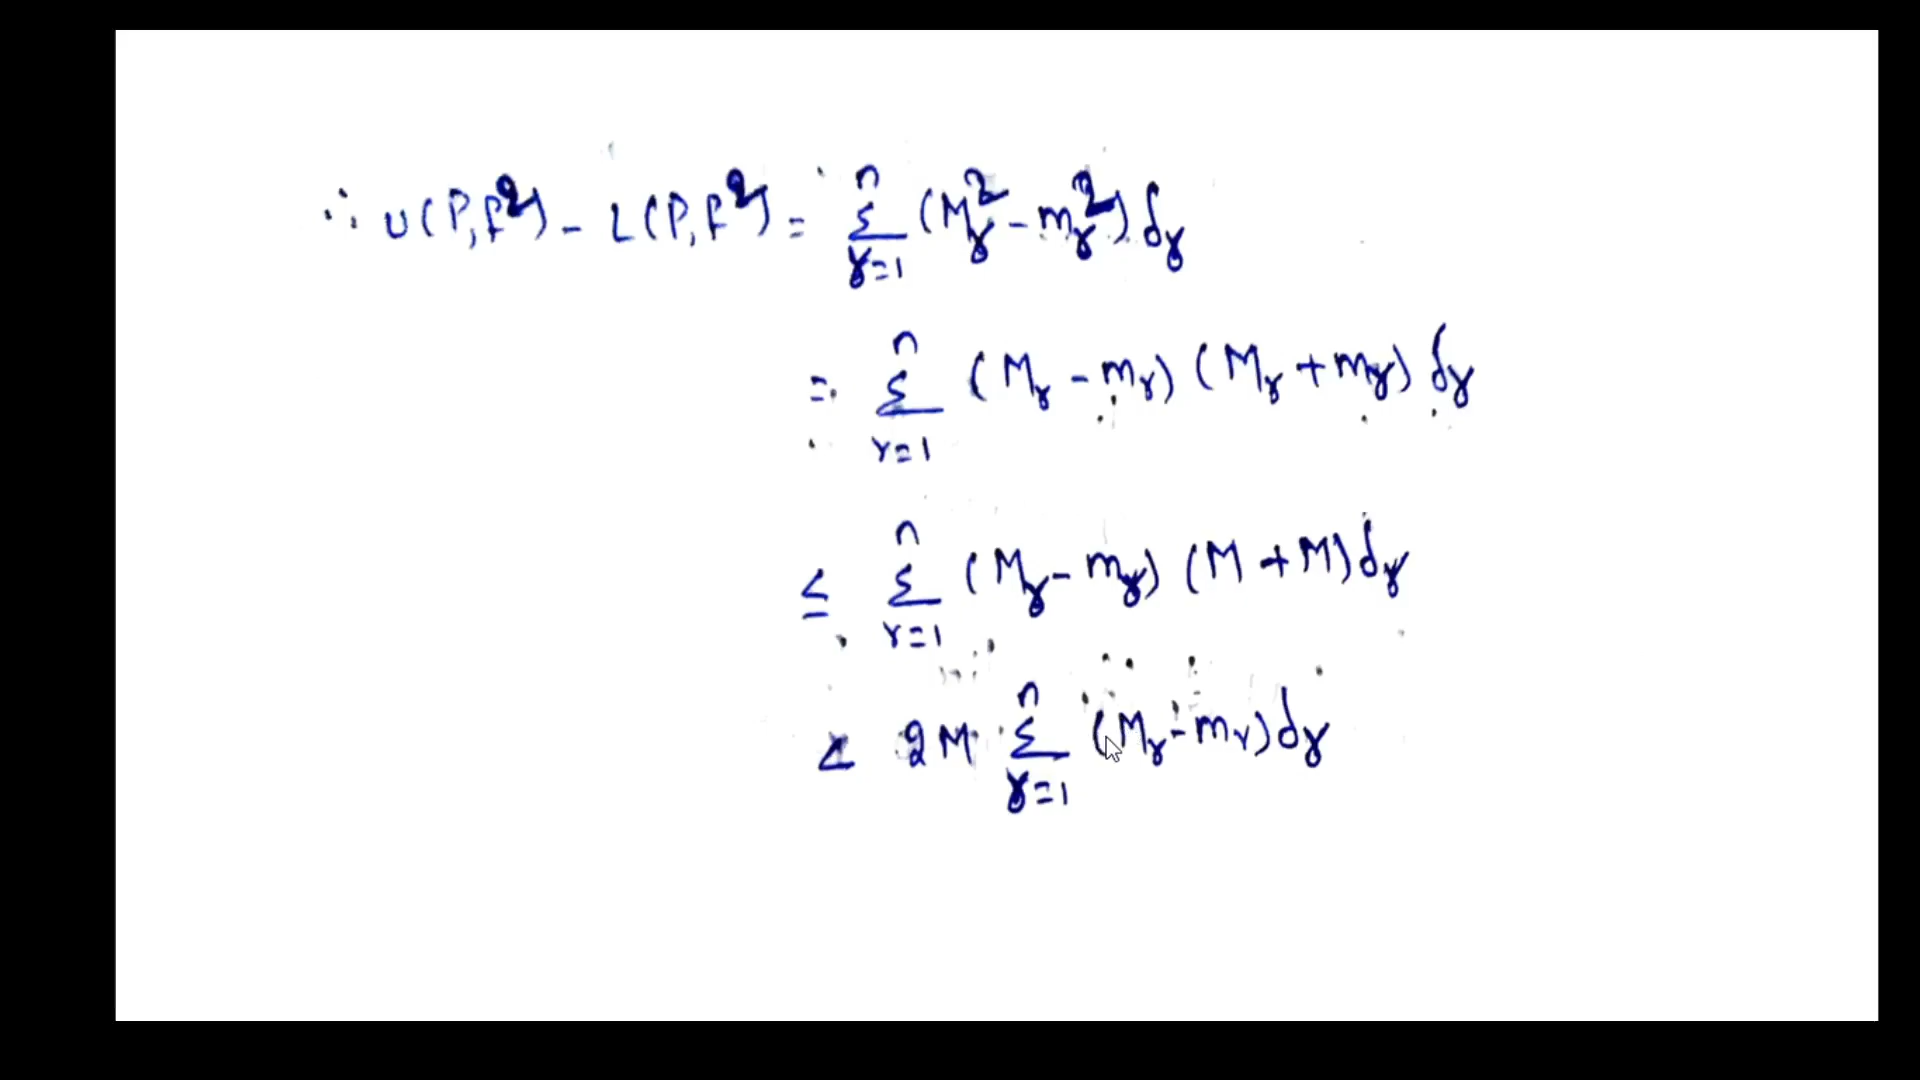 ∴ U(P,f²) - L(P,f²) = Σ_{r=1}^{n} (M_r² - m_r²) δ_r
= Σ_{r=1}^{n} (M_r - m_r) (M_r + m_r) δ_r
≤ Σ_{r=1}^{n} (M_r - m_r) (M + M) δ_r
< 2M Σ_{r=1}^{n} (M_r - m_r) δ_r